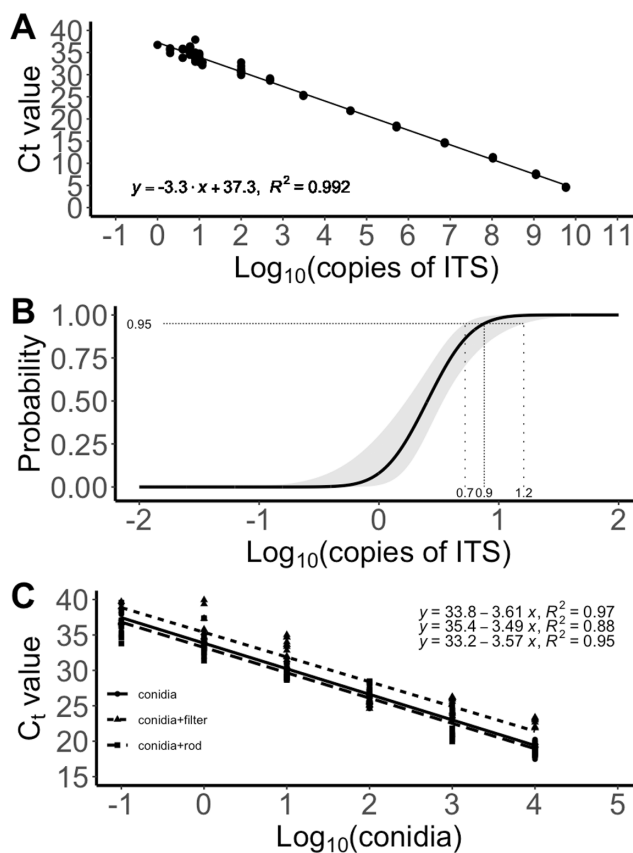 A
Ct value
40
35
30
25
20
15
10
5
0
y = -3.3 · x + 37.3, R² = 0.992
-1 0 1 2 3 4 5 6 7 8 9 10 11
Log₁₀(copies of ITS)
B
Probability
1.00
0.95
0.75
0.50
0.25
0.00
0.7 0.9 1.2
-2 -1 0 1 2
Log₁₀(copies of ITS)
C
Cₜ value
40
35
30
25
20
15
y = 33.8 – 3.61 x, R² = 0.97
y = 35.4 – 3.49 x, R² = 0.88
y = 33.2 – 3.57 x, R² = 0.95
conidia
conidia+filter
conidia+rod
-1 0 1 2 3 4 5
Log₁₀(conidia)